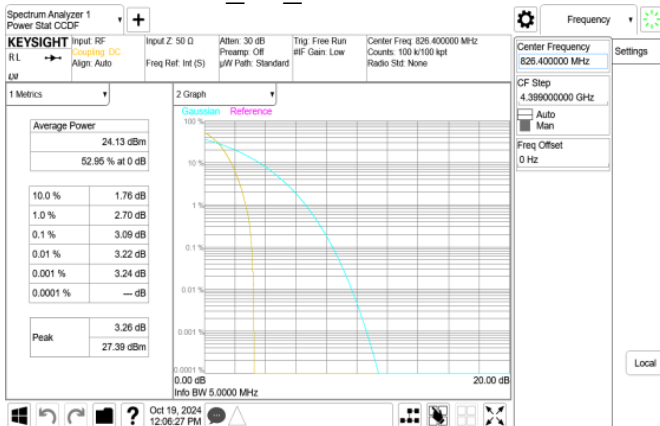 Spectrum Analyzer 1
Power Stat CCDF
Frequency
KEYSIGHT
RL
Input: RF
Coupling: DC
Align: Auto
Input Z: 50 Ω
Freq Ref: Int (S)
Atten: 30 dB
Preamp: Off
µW Path: Standard
Trig: Free Run
#IF Gain: Low
Center Freq: 826.400000 MHz
Counts: 100 k/100 kpt
Radio Std: None
Center Frequency
826.400000 MHz
Settings
CF Step
4.399000000 GHz
Auto
Man
Freq Offset
0 Hz
Local
1 Metrics
Average Power
24.13 dBm
52.95 % at 0 dB
10.0 % 1.76 dB
1.0 % 2.70 dB
0.1 % 3.09 dB
0.01 % 3.22 dB
0.001 % 3.24 dB
0.0001 % --- dB
Peak 3.26 dB
27.39 dBm
2 Graph
Gaussian Reference
100 %
10 %
1 %
0.1 %
0.01 %
0.001 %
0.0001 %
0.00 dB 20.00 dB
Info BW 5.0000 MHz
Oct 19, 2024
12:06:27 PM